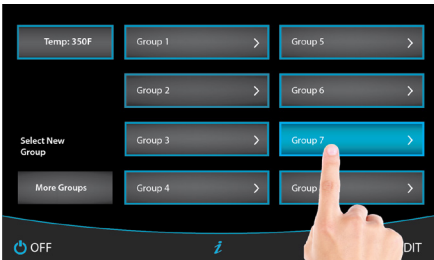 Temp: 350F
Group 1
Group 5
Group 2
Group 6
Select New
Group
Group 3
Group 7
More Groups
Group 4
Group
OFF
i
DIT